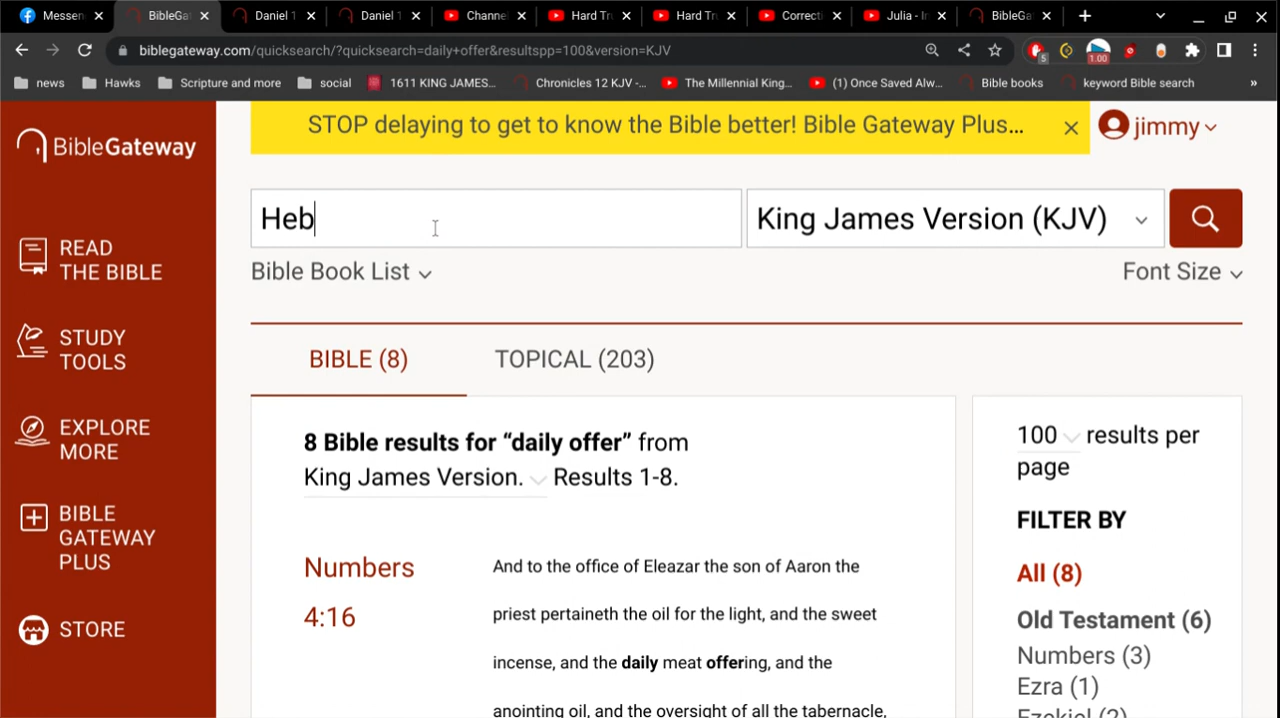 Messen
BibleGat
Daniel 1
Daniel 1
Channe
Hard Tr
Hard Tr
Correcti
Julia - I
BibleGa
biblegateway.com/quicksearch/?quicksearch=daily+offer&resultspp=100&version=KJV
5
1.00
news
Hawks
Scripture and more
social
1611 KING JAMES...
Chronicles 12 KJV -...
The Millennial King...
(1) Once Saved Alw...
Bible books
keyword Bible search
»
BibleGateway
STOP delaying to get to know the Bible better! Bible Gateway Plus...
jimmy
Heb
King James Version (KJV)
READ
THE BIBLE
Bible Book List
Font Size
STUDY
TOOLS
BIBLE (8)
TOPICAL (203)
EXPLORE
MORE
8 Bible results for “daily offer” from
King James Version. Results 1-8.
100 results per
page
BIBLE
GATEWAY
PLUS
FILTER BY
All (8)
Numbers
4:16
And to the office of Eleazar the son of Aaron the
priest pertaineth the oil for the light, and the sweet
incense, and the daily meat offering, and the
anointing oil, and the oversight of all the tabernacle,
Old Testament (6)
Numbers (3)
Ezra (1)
Ezekiel (2)
STORE